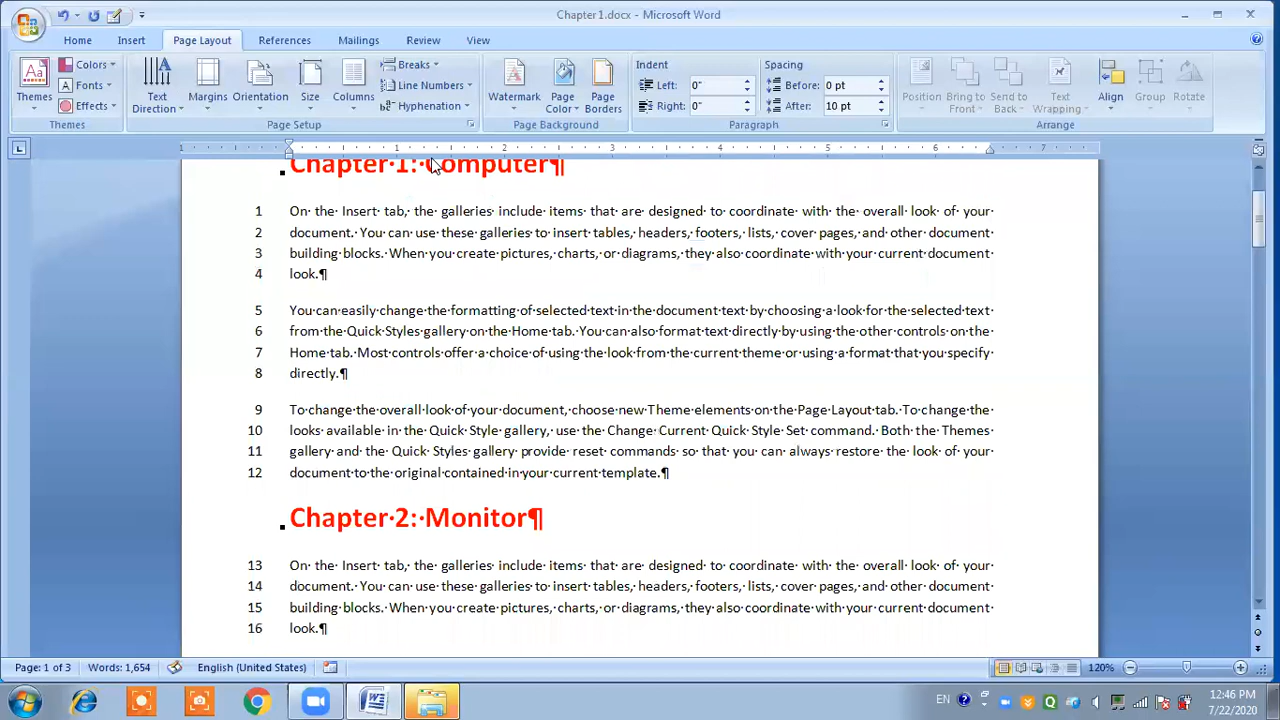 Chapter1.docx - Microsoft Word
Home Insert Page Layout References Mailings Review View
Themes Colors Fonts Effects Themes
Text Direction Margins Orientation Size Columns Breaks Line Numbers Hyphenation Page Setup
Watermark Page Color Page Borders Page Background
Indent Left: 0" Right: 0" Spacing Before: 0 pt After: 10 pt Paragraph
Position Bring to Front Send to Back Text Wrapping Align Group Rotate Arrange
1 1 2 3 4 5 6 7
Chapter·1:·Computer¶
1 On the Insert tab, the galleries include items that are designed to coordinate with the overall look of your
2 document. You can use these galleries to insert tables, headers, footers, lists, cover pages, and other document
3 building blocks. When you create pictures, charts, or diagrams, they also coordinate with your current document
4 look.¶
5 You can easily change the formatting of selected text in the document text by choosing a look for the selected text
6 from the Quick Styles gallery on the Home tab. You can also format text directly by using the other controls on the
7 Home tab. Most controls offer a choice of using the look from the current theme or using a format that you specify
8 directly.¶
9 To change the overall look of your document, choose new Theme elements on the Page Layout tab. To change the
10 looks available in the Quick Style gallery, use the Change Current Quick Style Set command. Both the Themes
11 gallery and the Quick Styles gallery provide reset commands so that you can always restore the look of your
12 document to the original contained in your current template.¶
Chapter·2:·Monitor¶
13 On the Insert tab, the galleries include items that are designed to coordinate with the overall look of your
14 document. You can use these galleries to insert tables, headers, footers, lists, cover pages, and other document
15 building blocks. When you create pictures, charts, or diagrams, they also coordinate with your current document
16 look.¶
Page: 1 of 3 Words: 1,654 English (United States) 120%
EN 12:46 PM
7/22/2020